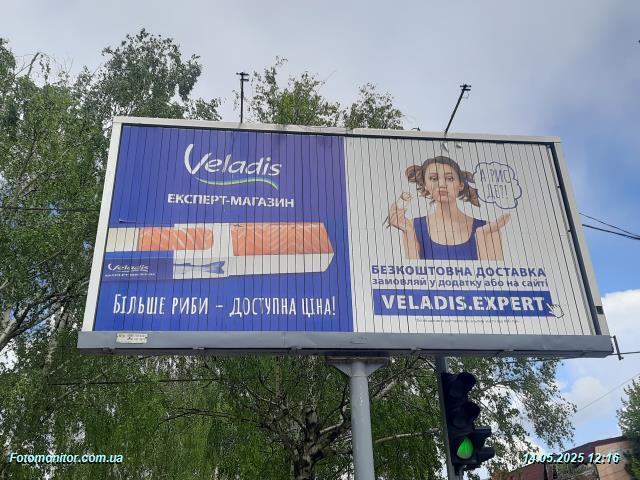 Veladis
ЕКСПЕРТ-МАГАЗИН
Veladis
БІЛЬШЕ РИБИ – ДОСТУПНА ЦІНА!
А РИС ДЕ?!
БЕЗКОШТОВНА ДОСТАВКА
ЗАМОВЛЯЙ У ДОДАТКУ АБО НА САЙТІ
VELADIS.EXPERT
Fotomonitor.com.ua
14.05.2025 12:16